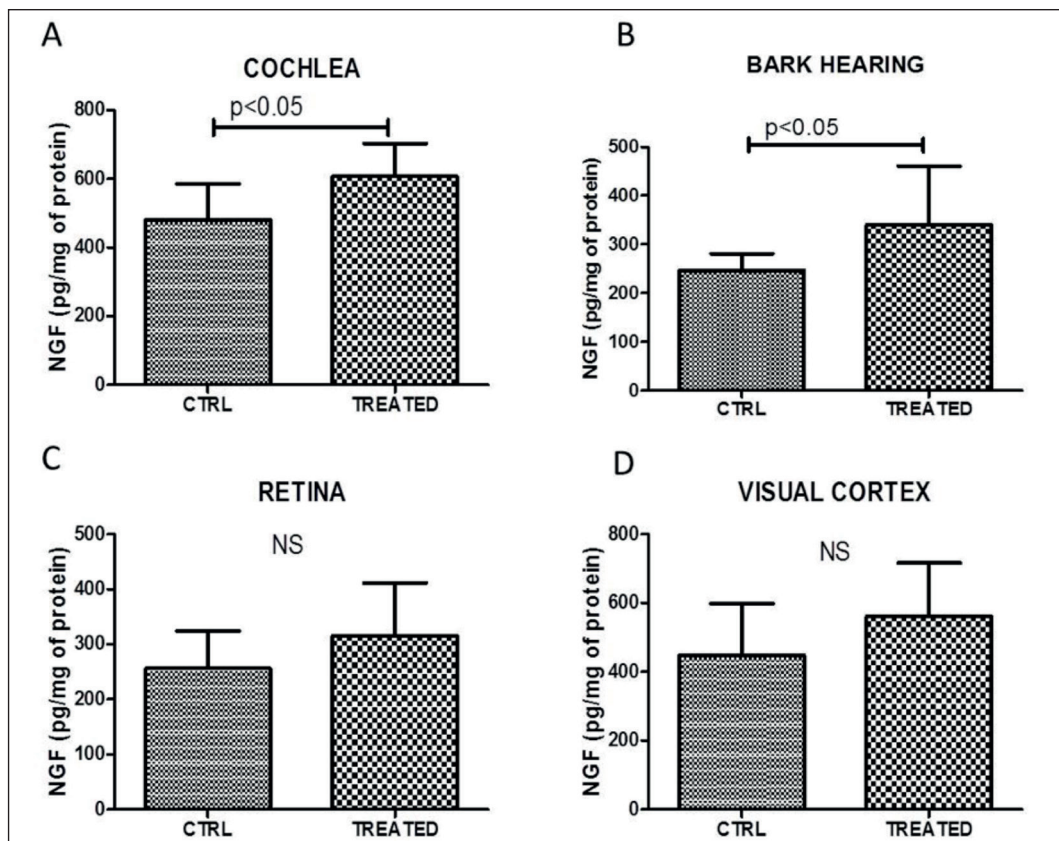 A
COCHLEA
p<0.05
800
600
400
200
0
NGF (pg/mg of protein)
CTRL
TREATED
B
BARK HEARING
p<0.05
500
400
300
200
100
0
NGF (pg/mg of protein)
CTRL
TREATED
C
RETINA
NS
500
400
300
200
100
0
NGF (pg/mg of protein)
CTRL
TREATED
D
VISUAL CORTEX
NS
800
600
400
200
0
NGF (pg/mg of protein)
CTRL
TREATED